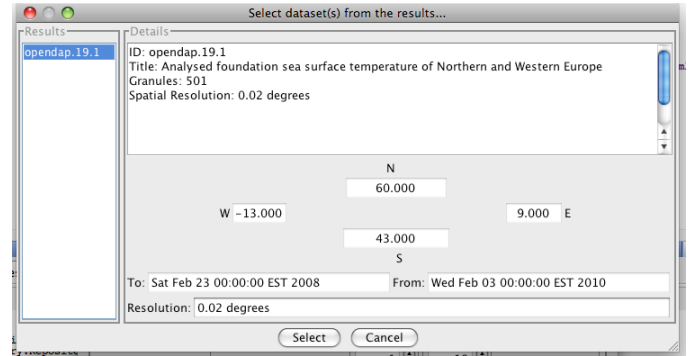 Select dataset(s) from the results...
Results
Details
opendap.19.1
ID: opendap.19.1
Title: Analysed foundation sea surface temperature of Northern and Western Europe
Granules: 501
Spatial Resolution: 0.02 degrees
N
60.000
W -13.000 9.000 E
43.000
S
To: Sat Feb 23 00:00:00 EST 2008 From: Wed Feb 03 00:00:00 EST 2010
Resolution: 0.02 degrees
Select Cancel